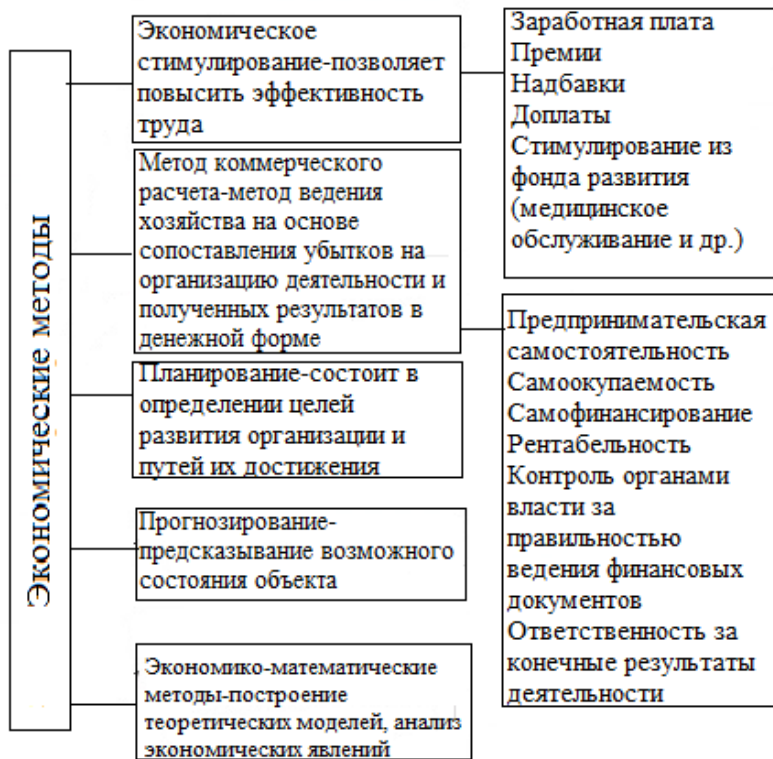 Экономические методы
Экономическое
стимулирование-позволяет
повысить эффективность
труда
Заработная плата
Премии
Надбавки
Доплаты
Стимулирование из
фонда развития
(медицинское
обслуживание и др.)
Метод коммерческого
расчета-метод ведения
хозяйства на основе
сопоставления убытков на
организацию деятельности и
полученных результатов в
денежной форме
Предпринимательская
самостоятельность
Самоокупаемость
Самофинансирование
Рентабельность
Контроль органами
власти за
правильностью
ведения финансовых
документов
Ответственность за
конечные результаты
деятельности
Планирование-состоит в
определении целей
развития организации и
путей их достижения
Прогнозирование-
предсказывание возможного
состояния объекта
Экономико-математические
методы-построение
теоретических моделей, анализ
экономических явлений